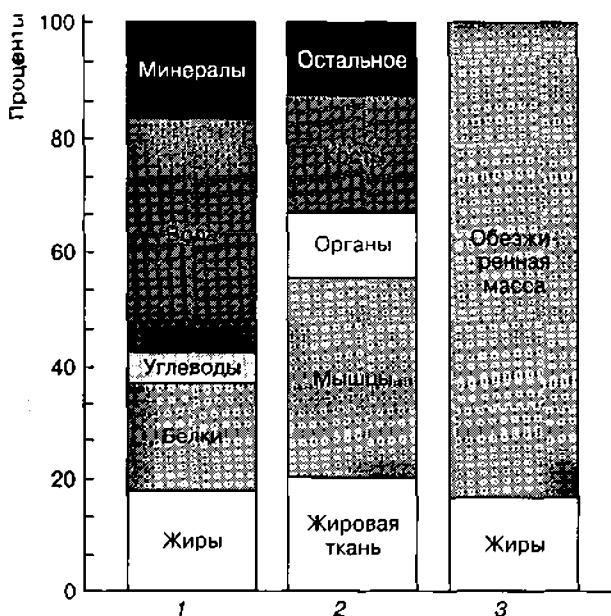 Проценты
100
80
60
40
20
0
Минералы
Углеводы
Белки
Жиры
1
Остальное
Органы
Мышцы
Жировая
ткань
2
Обезжи-
ренная
масса
Жиры
3